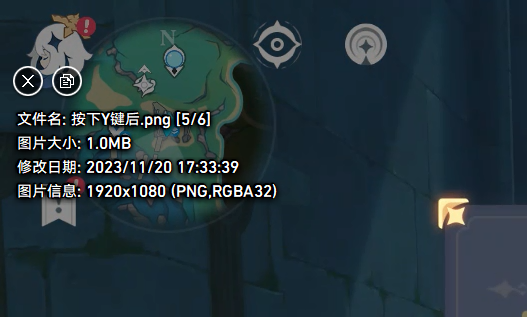 N
文件名: 按下Y键后.png [5/6]
图片大小: 1.0MB
修改日期: 2023/11/20 17:33:39
图片信息: 1920x1080 (PNG,RGBA32)